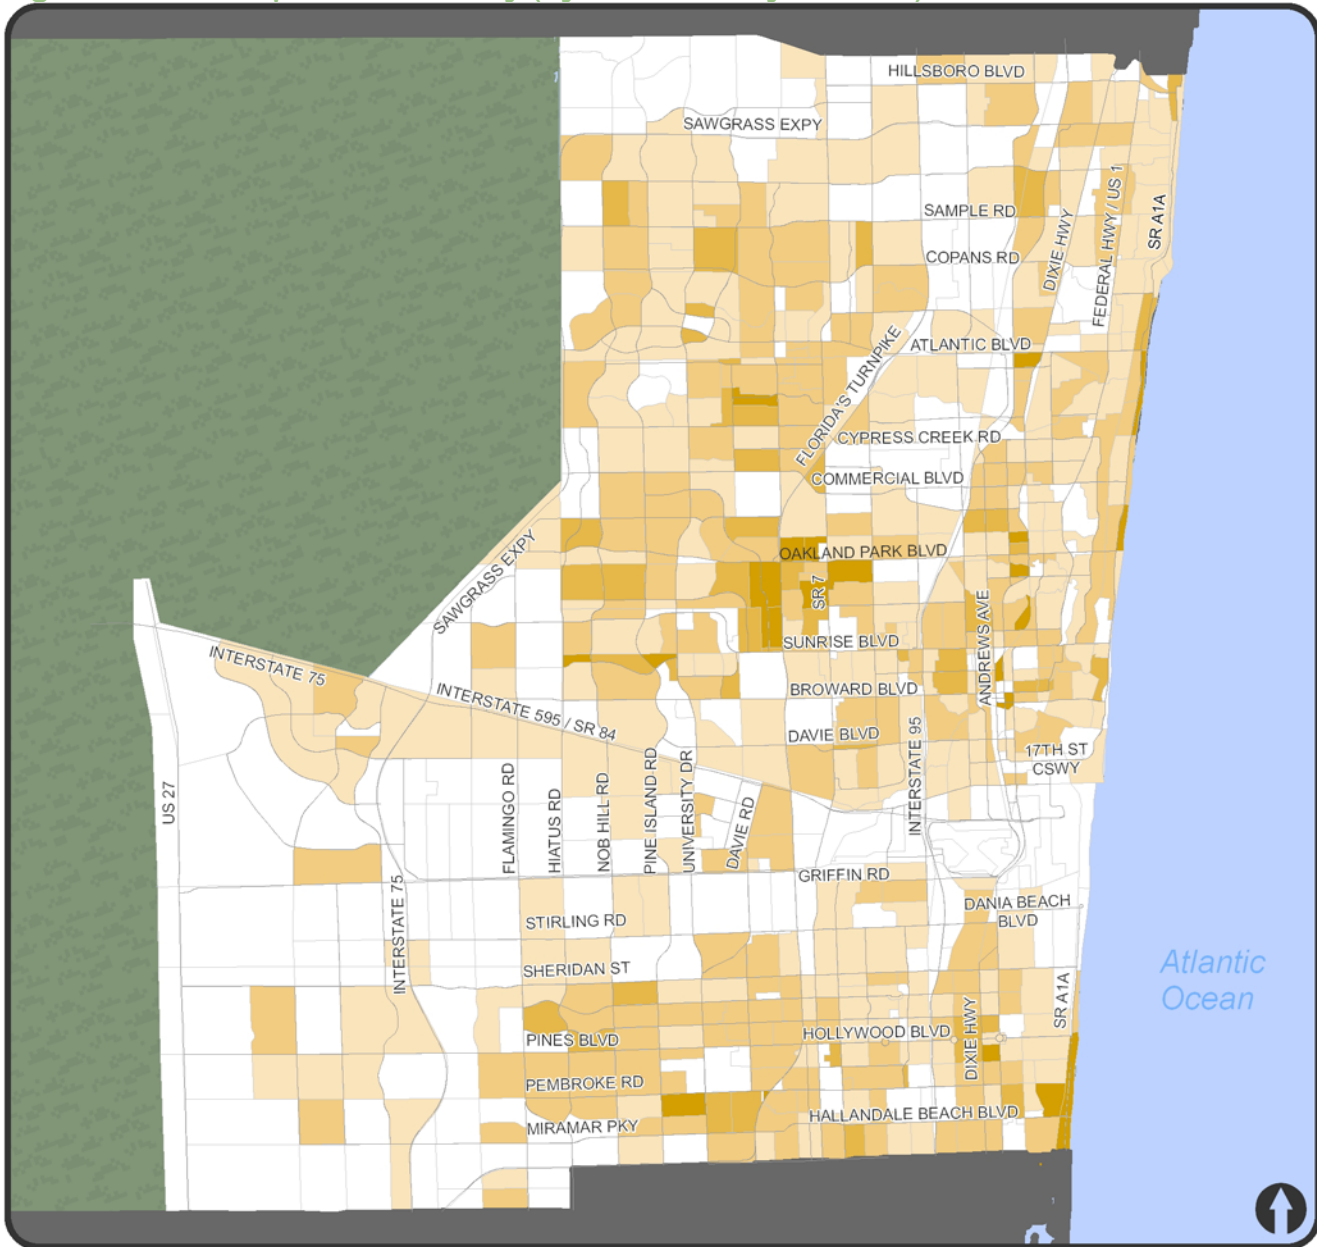 HILLSBORO BLVD
SAWGRASS EXPY
SAMPLE RD
FEDERAL HWY / US 1
SR A1A
DIXIE HWY
COPANS RD
ATLANTIC BLVD
FLORIDA'S TURNPIKE
CYPRESS CREEK RD
COMMERCIAL BLVD
SAWGRASS EXPY
OAKLAND PARK BLVD
SR 7
ANDREWS AVE
SUNRISE BLVD
INTERSTATE 75
INTERSTATE 595 / SR 84
BROWARD BLVD
DAVIE BLVD
17TH ST
CSWY
INTERSTATE 95
US 27
FLAMINGO RD
HIATUS RD
NOB HILL RD
PINE ISLAND RD
UNIVERSITY DR
DAVIE RD
GRIFFIN RD
DANIA BEACH
BLVD
STIRLING RD
INTERSTATE 75
SHERIDAN ST
Atlantic
Ocean
SR A1A
HOLLYWOOD BLVD
DIXIE HWY
PINES BLVD
PEMBROKE RD
HALLANDALE BEACH BLVD
MIRAMAR PKY